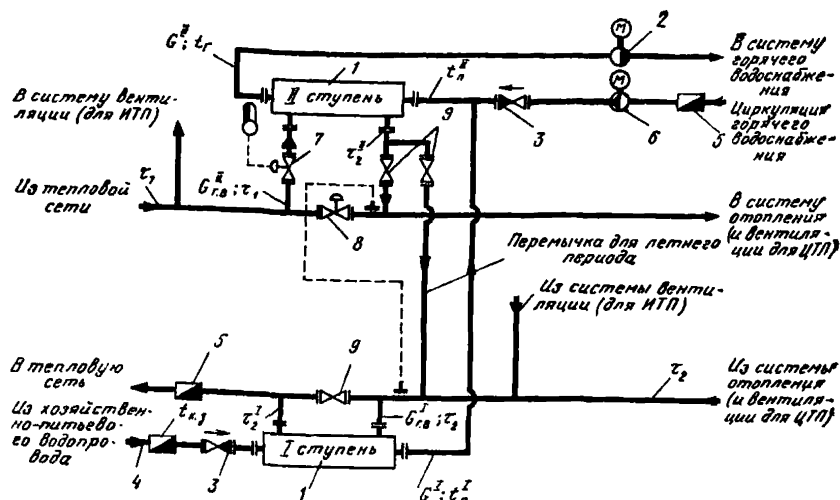 G^II; t_г
М
2
В систему
горячего
водоснабже-
ния
1
t_п^II
II ступень
В систему венти-
ляции (для ИТП)
М
3
6
5
Циркуляция
горячего
водоснабжения
7
τ_2^II
9
Из тепловой
сети
τ_1
G_г.в^II; τ_1
8
В систему
отопления
(и вентиля-
ции для ЦТП)
Перемычка для летнего
периода
Из системы венти-
ляции (для ИТП)
В тепловую
сеть
5
9
τ_2
Из системы
отопления
(и вентиля-
ции для ЦТП)
Из хозяйствен-
но-питьево-
го водопро-
вода
t_х.з
τ_2^I
G_г.в^I; τ_2
I ступень
4
3
1
G^I; t_п^I